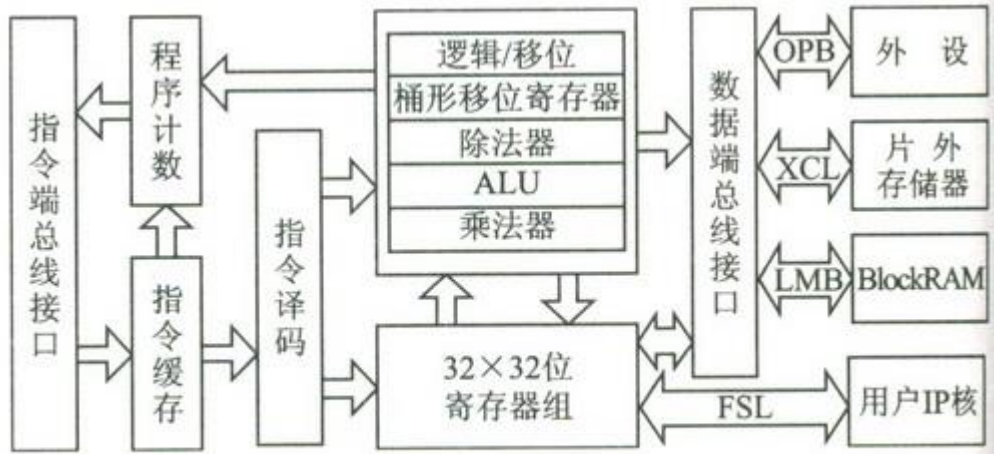 指令端总线接口
程序计数
指令缓存
指令译码
逻辑/移位
桶形移位寄存器
除法器
ALU
乘法器
32×32位
寄存器组
数据端总线接口
OPB
XCL
LMB
FSL
外 设
片 外
存储器
BlockRAM
用户IP核